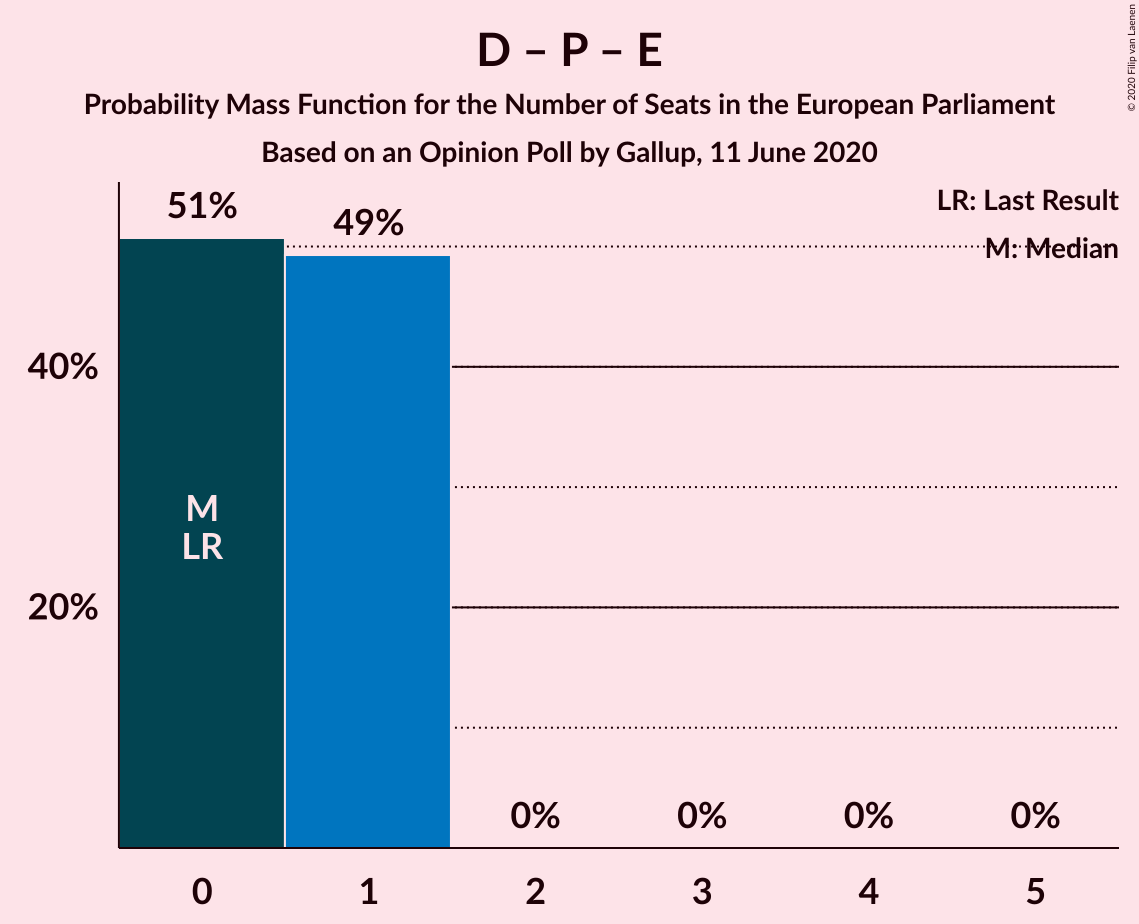 D – P – E
Probability Mass Function for the Number of Seats in the European Parliament
Based on an Opinion Poll by Gallup, 11 June 2020
© 2020 Filip van Laenen
LR: Last Result
M: Median
51%
49%
40%
20%
M
LR
0%
0%
0%
0%
0
1
2
3
4
5